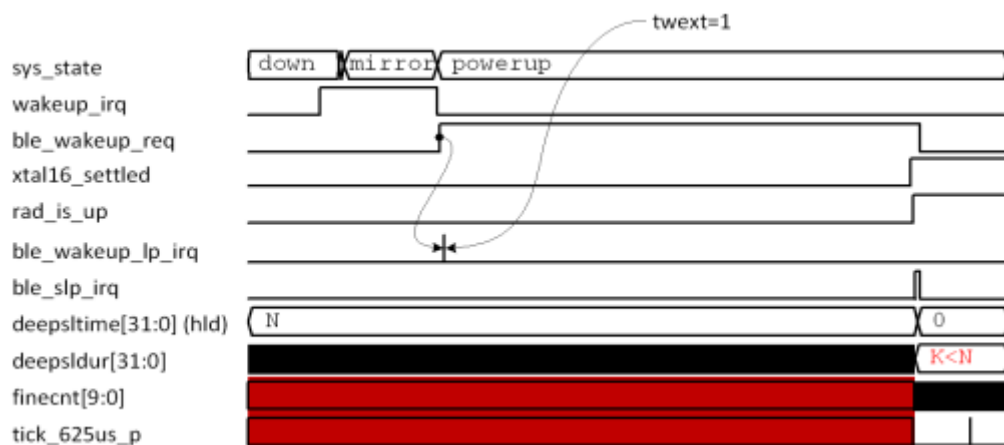 twext=1
sys_state down mirror powerup
wakeup_irq
ble_wakeup_req
xtal16_settled
rad_is_up
ble_wakeup_lp_irq
ble_slp_irq
deepsltime[31:0] (hld) N 0
deepsldur[31:0] K<N
finecnt[9:0]
tick_625us_p